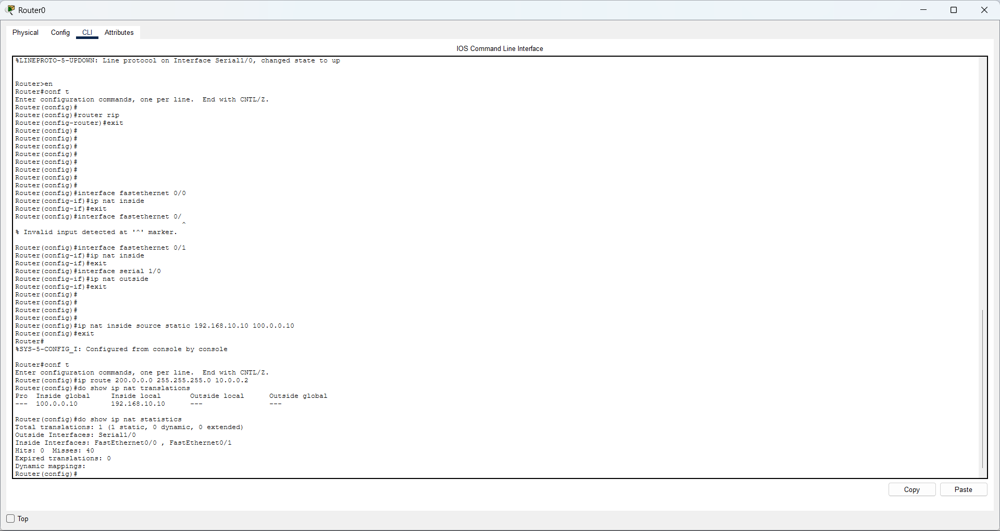 Router0
Physical Config CLI Attributes
IOS Command Line Interface
%LINEPROTO-5-UPDOWN: Line protocol on Interface Serial1/0, changed state to up
Router>en
Router#conf t
Enter configuration commands, one per line.  End with CNTL/Z.
Router(config)#
Router(config)#router rip
Router(config-router)#exit
Router(config)#
Router(config)#
Router(config)#
Router(config)#
Router(config)#
Router(config)#
Router(config)#
Router(config)#
Router(config)#interface fastethernet 0/0
Router(config-if)#ip nat inside
Router(config-if)#exit
Router(config)#interface fastethernet 0/
^
% Invalid input detected at '^' marker.
Router(config)#interface fastethernet 0/1
Router(config-if)#ip nat inside
Router(config-if)#exit
Router(config)#interface serial 1/0
Router(config-if)#ip nat outside
Router(config-if)#exit
Router(config)#
Router(config)#
Router(config)#
Router(config)#
Router(config)#ip nat inside source static 192.168.10.10 100.0.0.10
Router(config)#exit
Router#
%SYS-5-CONFIG_I: Configured from console by console
Router#conf t
Enter configuration commands, one per line.  End with CNTL/Z.
Router(config)#ip route 200.0.0.0 255.255.255.0 10.0.0.2
Router(config)#do show ip nat translations
Pro  Inside global     Inside local      Outside local      Outside global
---  100.0.0.10        192.168.10.10      ---                ---
Router(config)#do show ip nat statistics
Total translations: 1 (1 static, 0 dynamic, 0 extended)
Outside Interfaces: Serial1/0
Inside Interfaces: FastEthernet0/0 , FastEthernet0/1
Hits: 0  Misses: 40
Expired translations: 0
Dynamic mappings:
Router(config)#
Copy Paste
Top